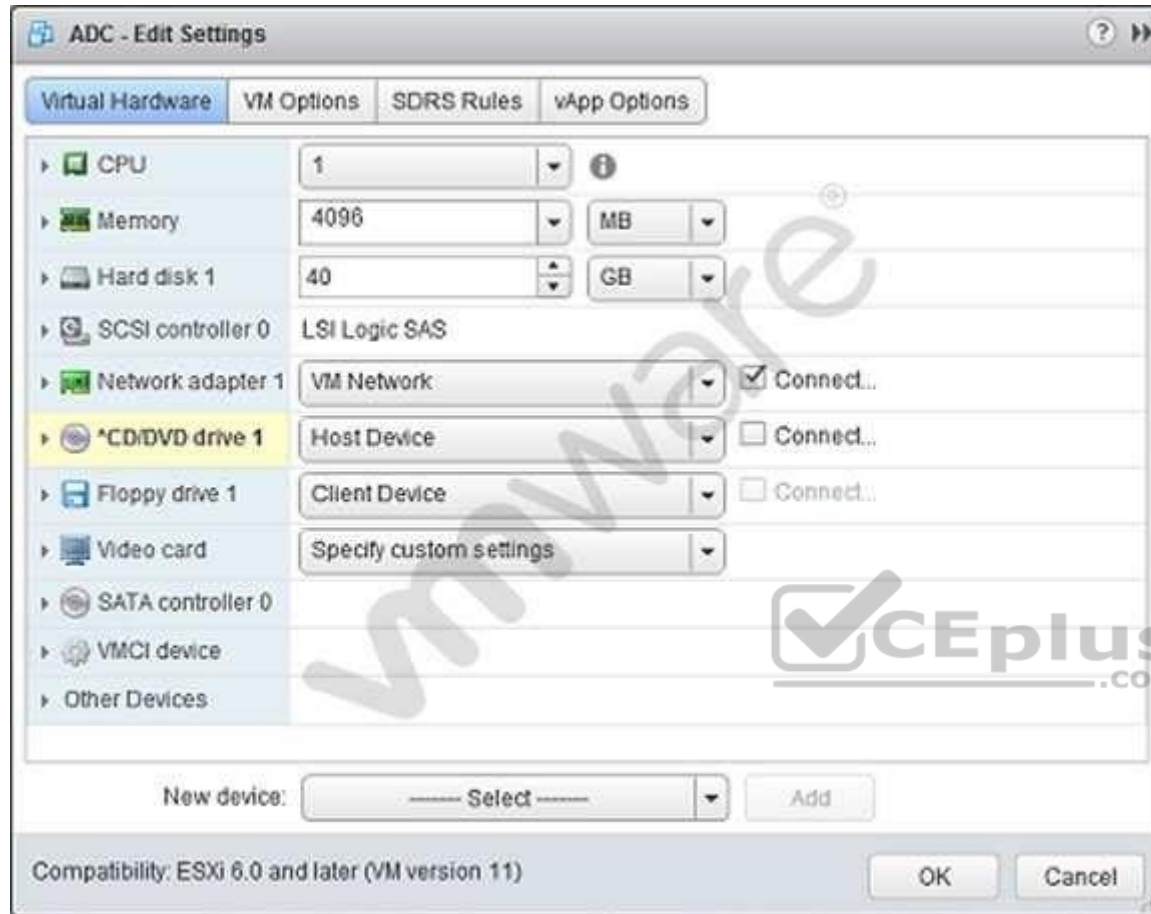 ADC - Edit Settings
Virtual Hardware VM Options SDRS Rules vApp Options
CPU 1
Memory 4096 MB
Hard disk 1 40 GB
SCSI controller 0 LSI Logic SAS
Network adapter 1 VM Network Connect...
*CD/DVD drive 1 Host Device Connect...
Floppy drive 1 Client Device Connect...
Video card Specify custom settings
SATA controller 0
VMCI device
Other Devices
New device: ------- Select ------- Add
Compatibility: ESXi 6.0 and later (VM version 11) OK Cancel
vmware®
CEplus
.co